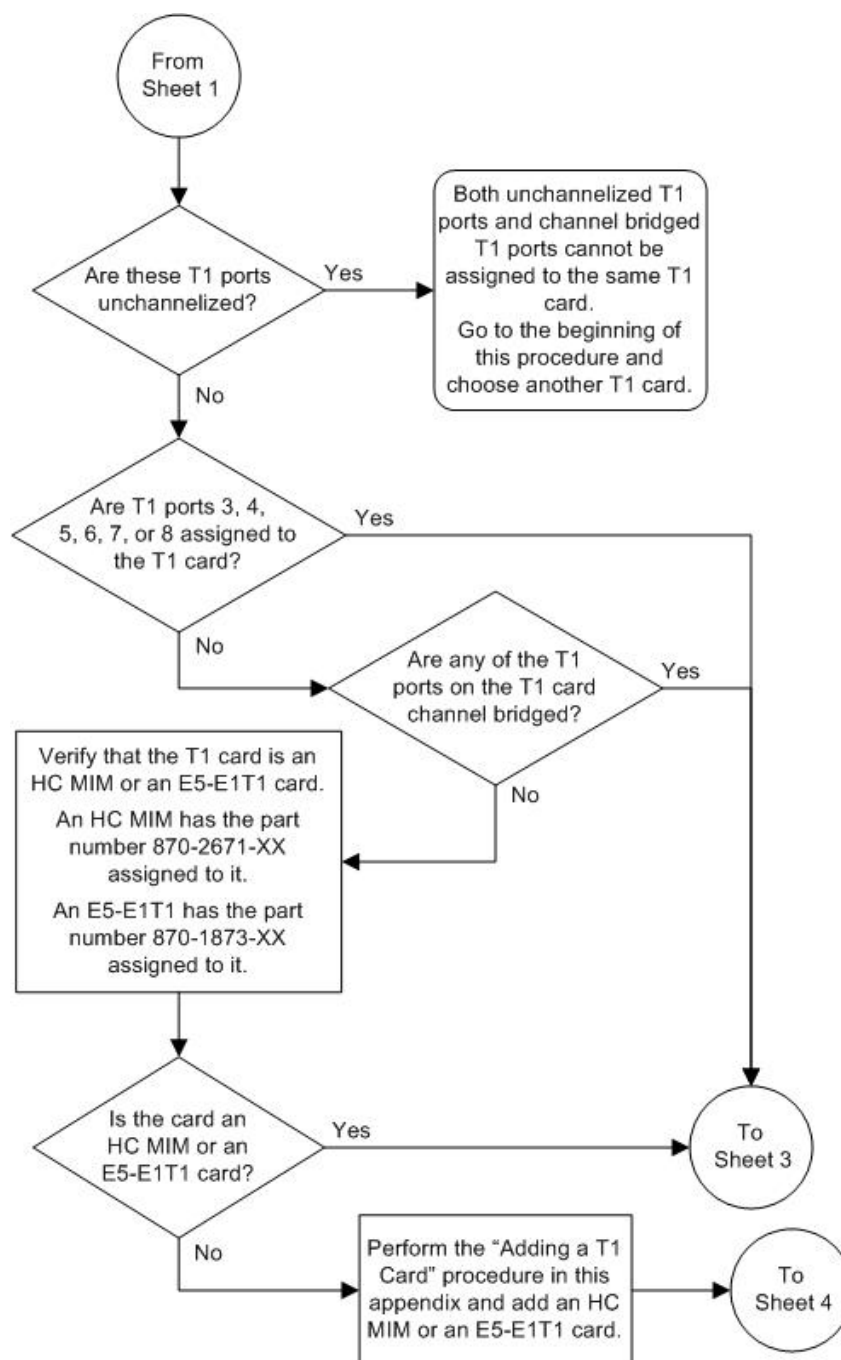 From
Sheet 1
Are these T1 ports
unchannelized?
Yes
Both unchannelized T1
ports and channel bridged
T1 ports cannot be
assigned to the same T1
card.
Go to the beginning of
this procedure and
choose another T1 card.
No
Are T1 ports 3, 4,
5, 6, 7, or 8 assigned to
the T1 card?
Yes
No
Are any of the T1
ports on the T1 card
channel bridged?
Yes
No
Verify that the T1 card is an
HC MIM or an E5-E1T1 card.
An HC MIM has the part
number 870-2671-XX
assigned to it.
An E5-E1T1 has the part
number 870-1873-XX
assigned to it.
Is the card an
HC MIM or an
E5-E1T1 card?
Yes
To
Sheet 3
No
Perform the “Adding a T1
Card” procedure in this
appendix and add an HC
MIM or an E5-E1T1 card.
To
Sheet 4